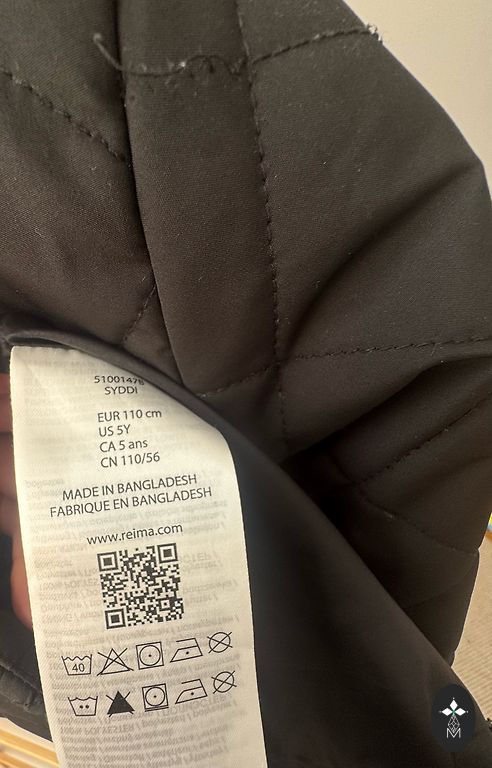 51001478
SYDDI
EUR 110 cm
US 5Y
CA 5 ans
CN 110/56
MADE IN BANGLADESH
FABRIQUE EN BANGLADESH
www.reima.com
40